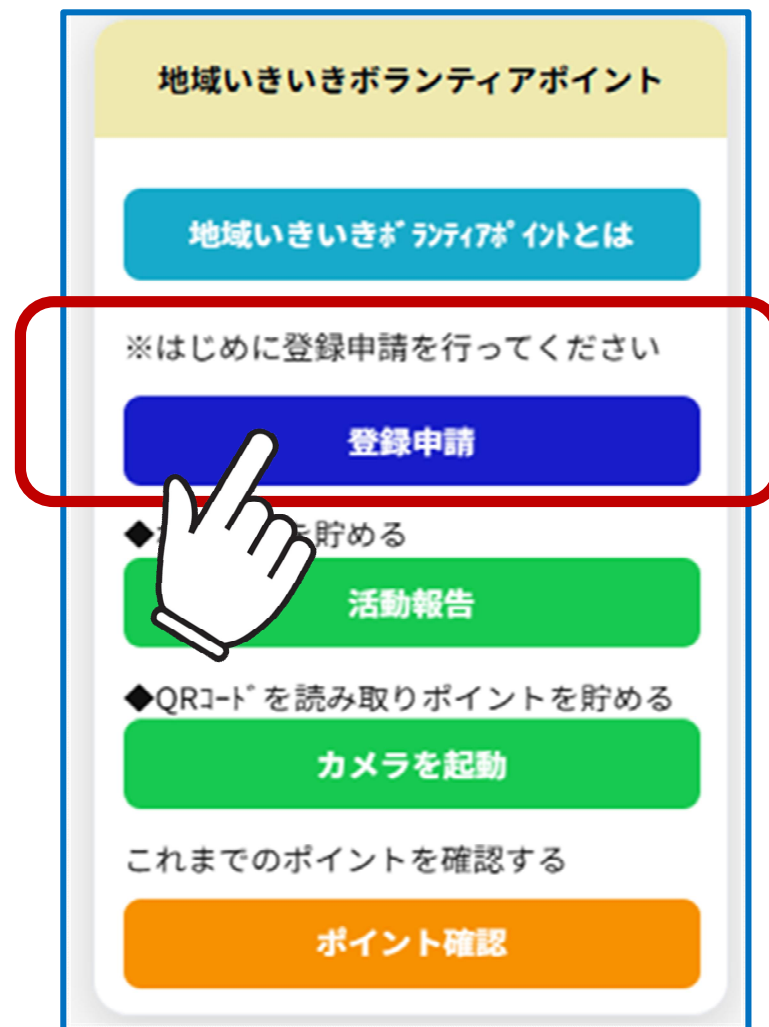 地域いきいきボランティアポイント
地域いきいきﾎﾞﾗﾝﾃｨｱﾎﾟｲﾝﾄとは
※はじめに登録申請を行ってください
登録申請
◆ を貯める
活動報告
◆QRｺｰﾄﾞを読み取りポイントを貯める
カメラを起動
これまでのポイントを確認する
ポイント確認